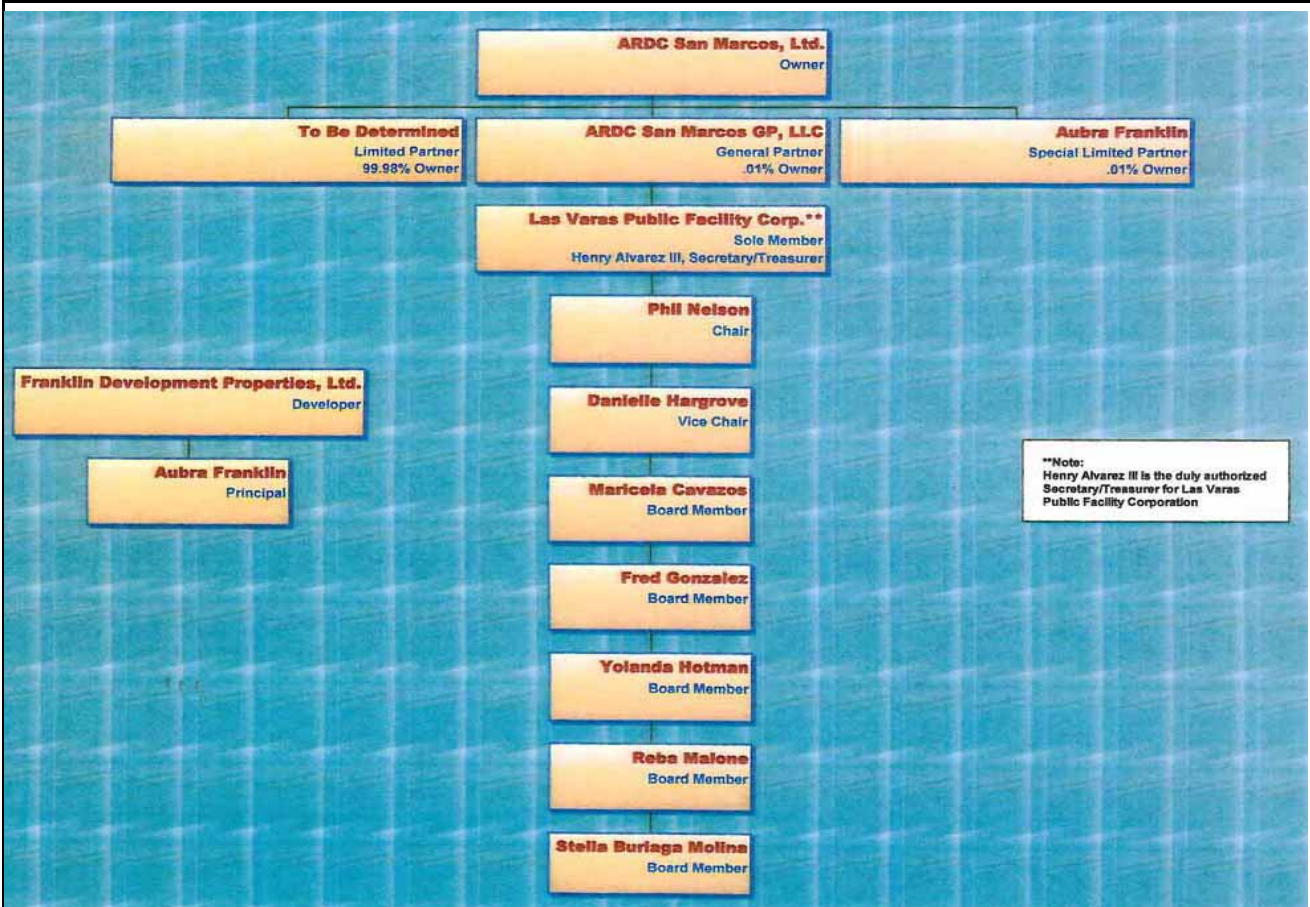 ARDC San Marcos, Ltd.
Owner
To Be Determined
Limited Partner
99.98% Owner
ARDC San Marcos GP, LLC
General Partner
.01% Owner
Aubra Franklin
Special Limited Partner
.01% Owner
Las Varas Public Facility Corp.**
Sole Member
Henry Alvarez III, Secretary/Treasurer
Phil Nelson
Chair
Franklin Development Properties, Ltd.
Developer
Aubra Franklin
Principal
Danielle Hargrove
Vice Chair
Maricela Cavazos
Board Member
Fred Gonzalez
Board Member
Yolanda Hotman
Board Member
Reba Malone
Board Member
Stella Burlaga Molina
Board Member
**Note:
Henry Alvarez III is the duly authorized
Secretary/Treasurer for Las Varas
Public Facility Corporation